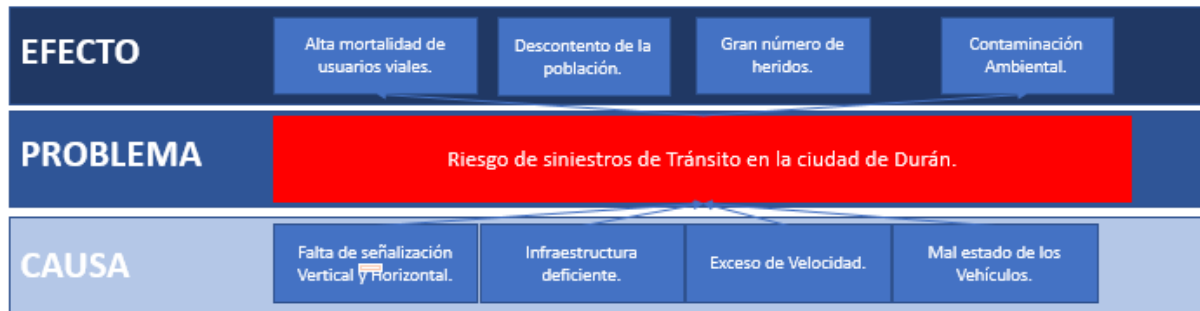 EFECTO
Alta mortalidad de
usuarios viales.
Descontento de la
población.
Gran número de
heridos.
Contaminación
Ambiental.
PROBLEMA
Riesgo de siniestros de Tránsito en la ciudad de Durán.
CAUSA
Falta de señalización
Vertical y Horizontal.
Infraestructura
deficiente.
Exceso de Velocidad.
Mal estado de los
Vehículos.